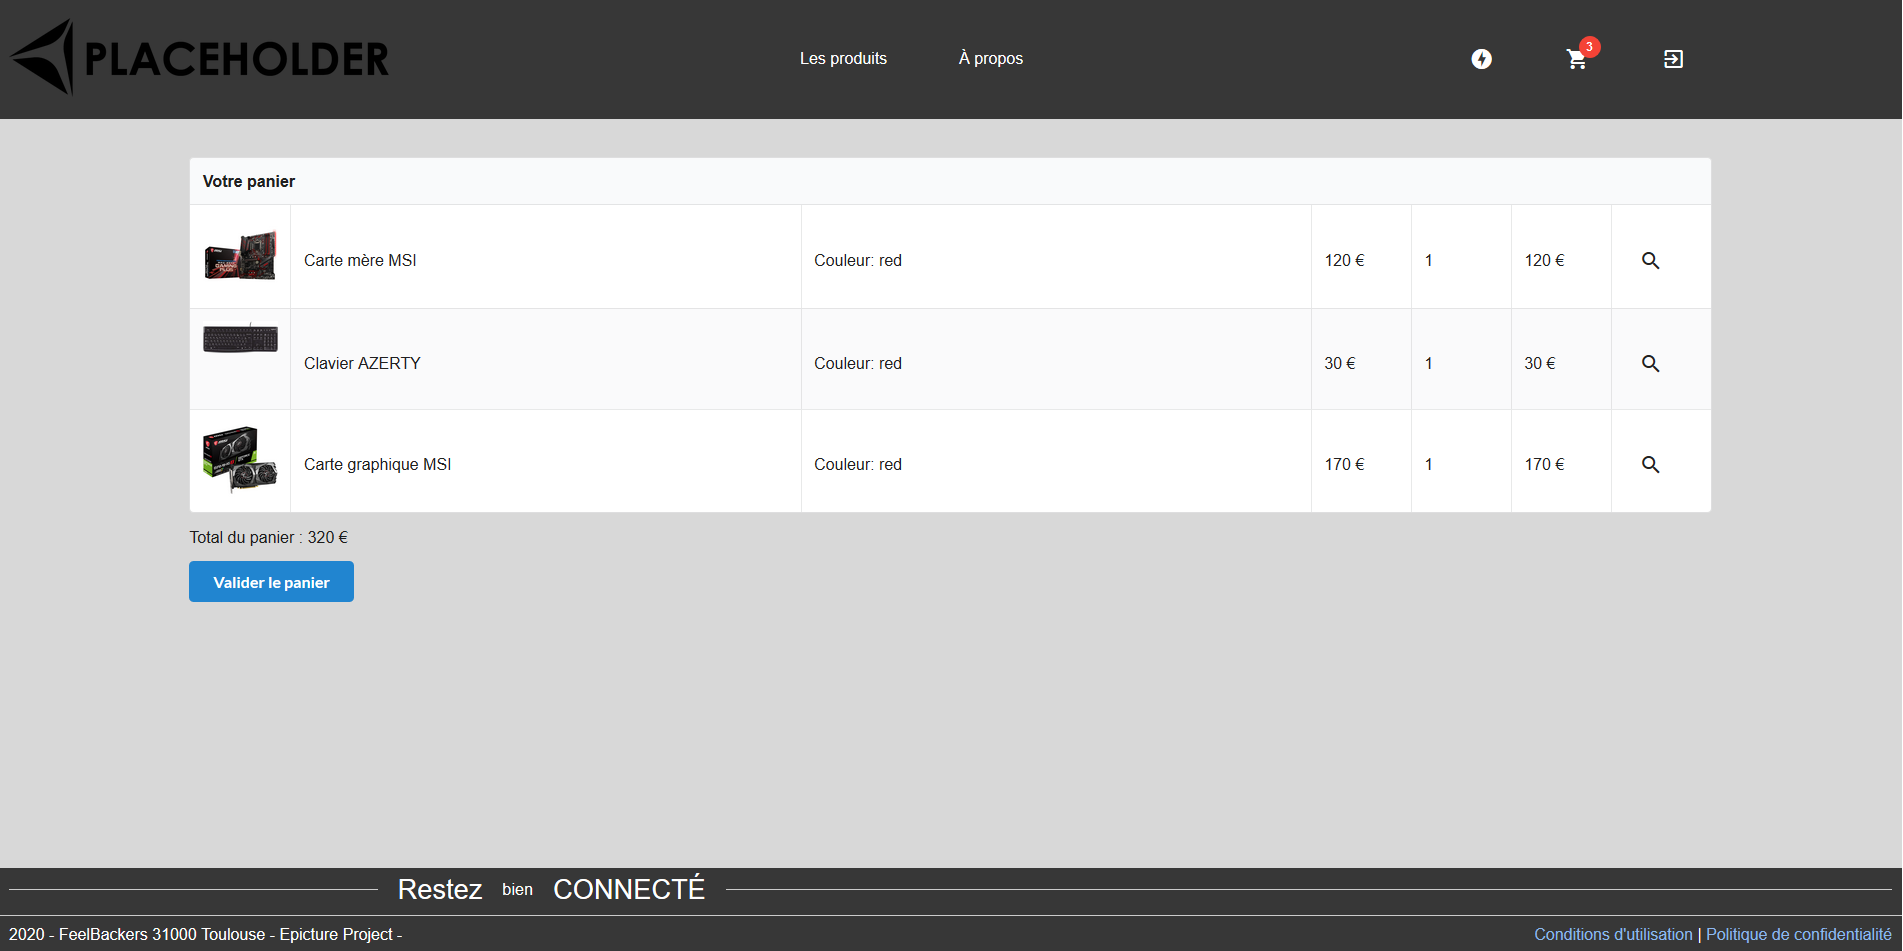 PLACEHOLDER
Les produits
À propos
3
Votre panier
Carte mère MSI Couleur: red 120 € 1 120 €
Clavier AZERTY Couleur: red 30 € 1 30 €
Carte graphique MSI Couleur: red 170 € 1 170 €
Total du panier : 320 €
Valider le panier
Restez bien CONNECTÉ
2020 - FeelBackers 31000 Toulouse - Epicture Project -
Conditions d'utilisation | Politique de confidentialité